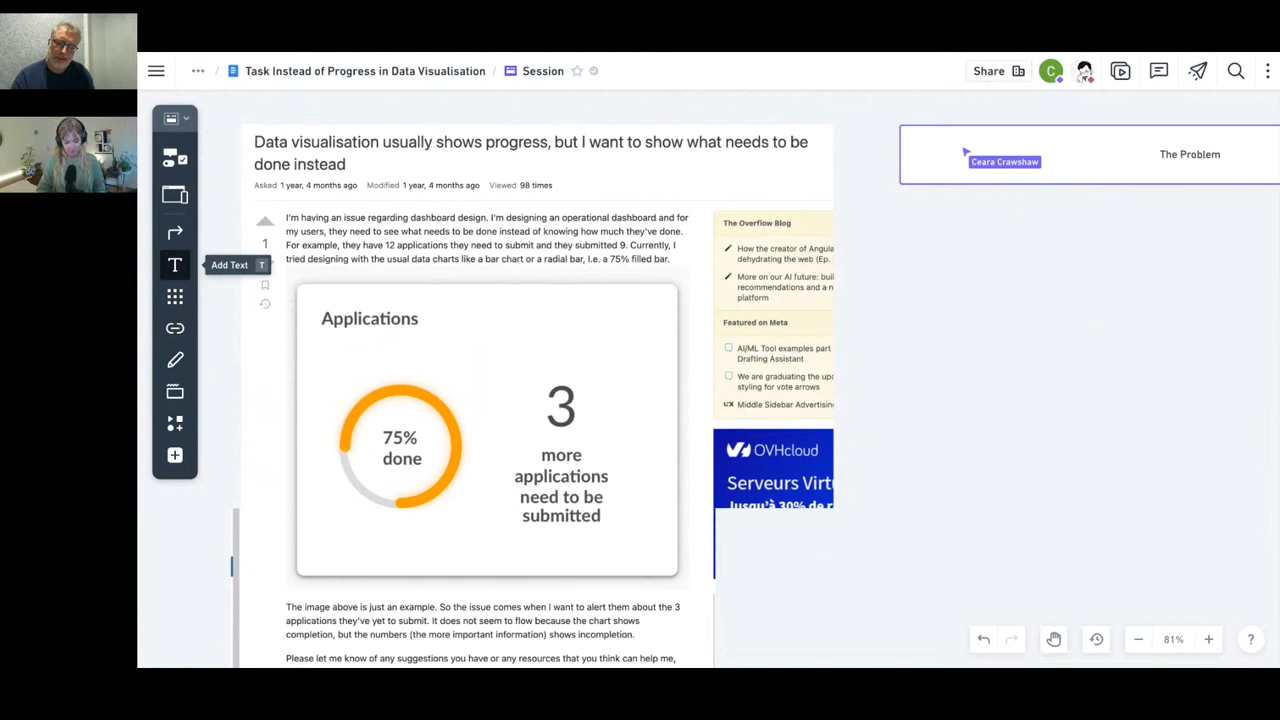 Task Instead of Progress in Data Visualisation / Session
Share
C
Add Text T
Data visualisation usually shows progress, but I want to show what needs to be
done instead
Asked 1 year, 4 months ago Modified 1 year, 4 months ago Viewed 98 times
1
I'm having an issue regarding dashboard design. I'm designing an operational dashboard and for
my users, they need to see what needs to be done instead of knowing how much they've done.
For example, they have 12 applications they need to submit and they submitted 9. Currently, I
tried designing with the usual data charts like a bar chart or a radial bar, I.e. a 75% filled bar.
Applications
75%
done
3
more
applications
need to be
submitted
The image above is just an example. So the issue comes when I want to alert them about the 3
applications they've yet to submit. It does not seem to flow because the chart shows
completion, but the numbers (the more important information) shows incompletion.
Please let me know of any suggestions you have or any resources that you think can help me,
The Overflow Blog
How the creator of Angula
dehydrating the web (Ep.
More on our AI future: buil
recommendations and a n
platform
Featured on Meta
AI/ML Tool examples part
Drafting Assistant
We are graduating the upd
styling for vote arrows
UX Middle Sidebar Advertising
OVHcloud
Serveurs Virtu
Jusqu'à 30% de r
Ceara Crawshaw
The Problem
81%
?